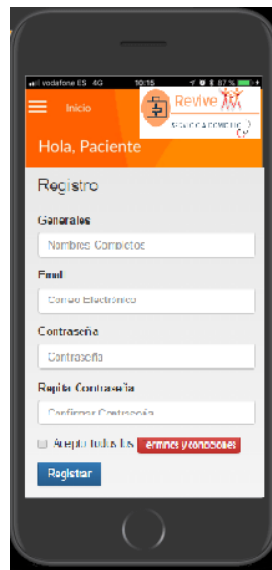 vodafone ES 4G 10:15 87 %
Inicio
Revive
Hola, Paciente
Registro
Generales
Nombres Completos
Email
Correo Electrónico
Contraseña
Contraseña
Repita Contraseña
Confirmar Contraseña
Acepto todos los terminos y condiciones
Registrar